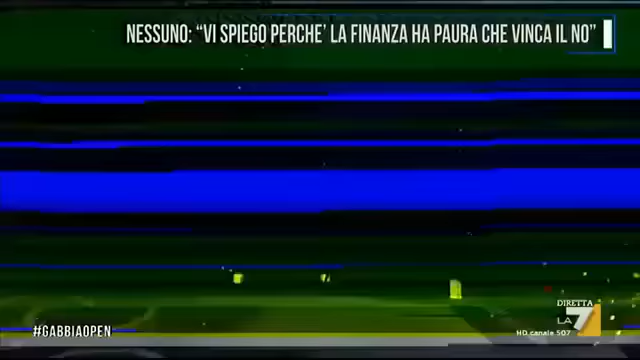 NESSUNO: “VI SPIEGO PERCHE’ LA FINANZA HA PAURA CHE VINCA IL NO”
DIRETTA
LA 7
HD canale 507
#GABBIAOPEN